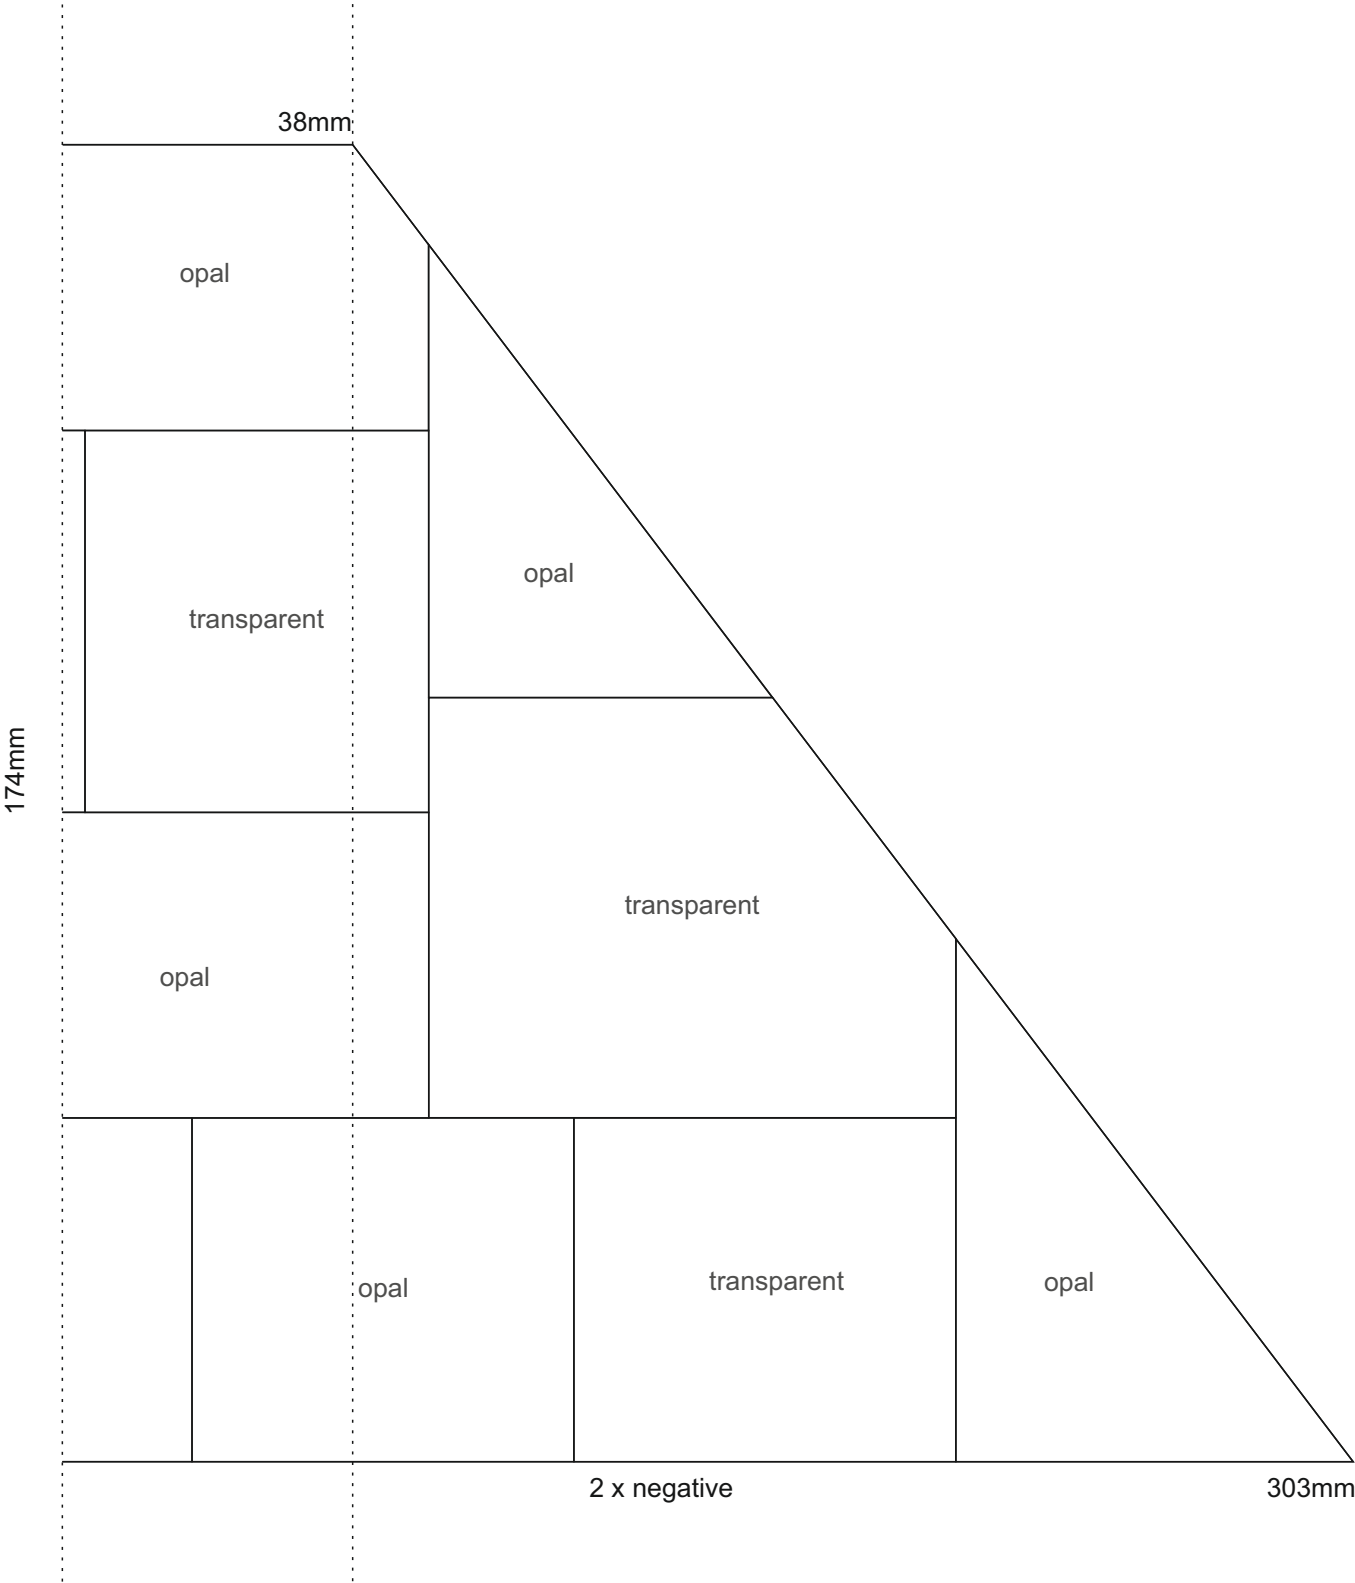 38mm
opal
opal
transparent
174mm
transparent
opal
transparent
opal
opal
2 x negative
303mm